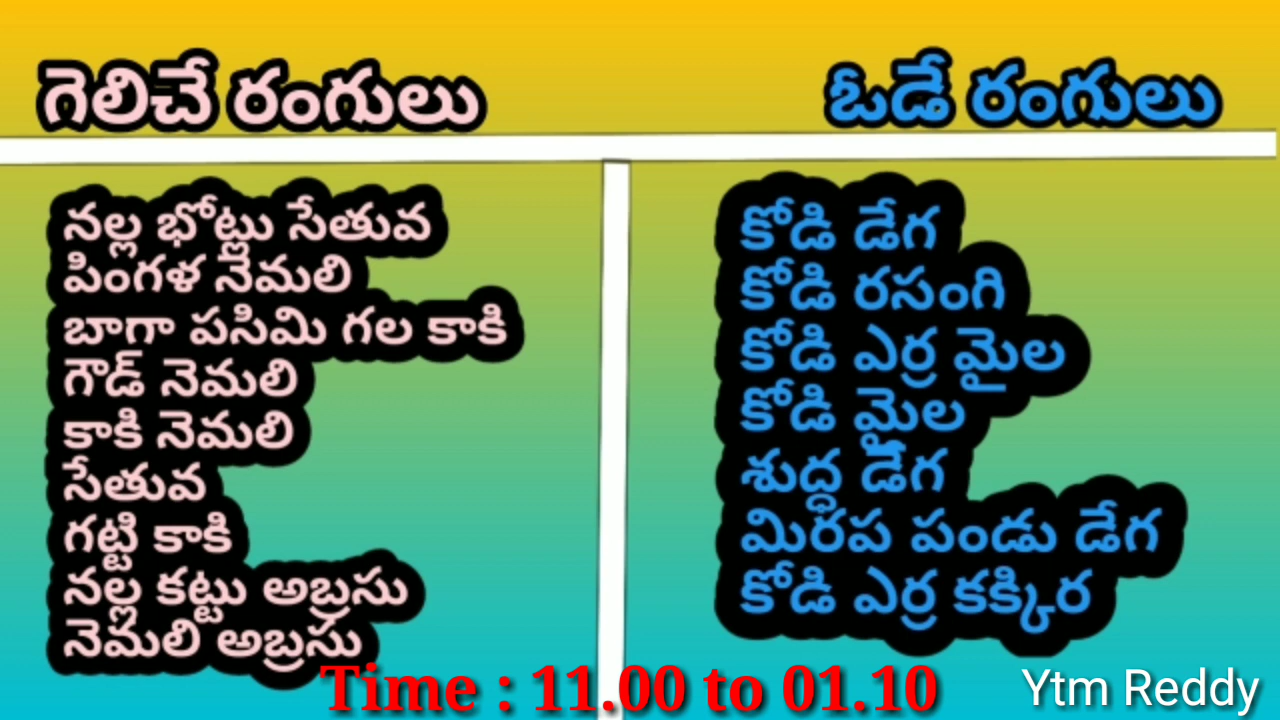 గెలిచే రంగులు
ఓడే రంగులు
నల్ల భోట్లు సేతువ
పింగళ నెమలి
బాగా పసిమి గల కాకి
గౌడ్ నెమలి
కాకి నెమలి
సేతువ
గట్టి కాకి
నల్ల కట్టు అబ్రసు
నెమలి అబ్రసు
కోడి డేగ
కోడి రసంగి
కోడి ఎర్ర మైల
కోడి మైల
శుద్ధ డేగ
మిరప పండు డేగ
కోడి ఎర్ర కక్కిర
Time : 11.00 to 01.10
Ytm Reddy